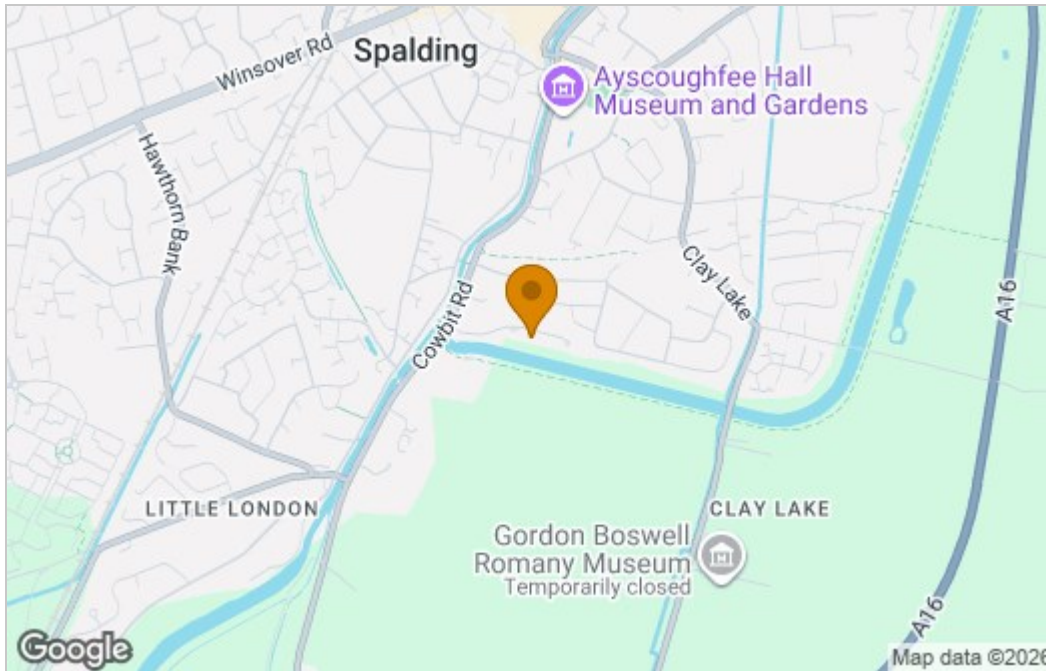 Spalding
Winsover Rd
Ayscoughfee Hall
Museum and Gardens
Hawthorn Bank
Clay Lake
Cowbit Rd
A16
LITTLE LONDON
CLAY LAKE
Gordon Boswell
Romany Museum
Temporarily closed
A16
Google
Map data ©2026